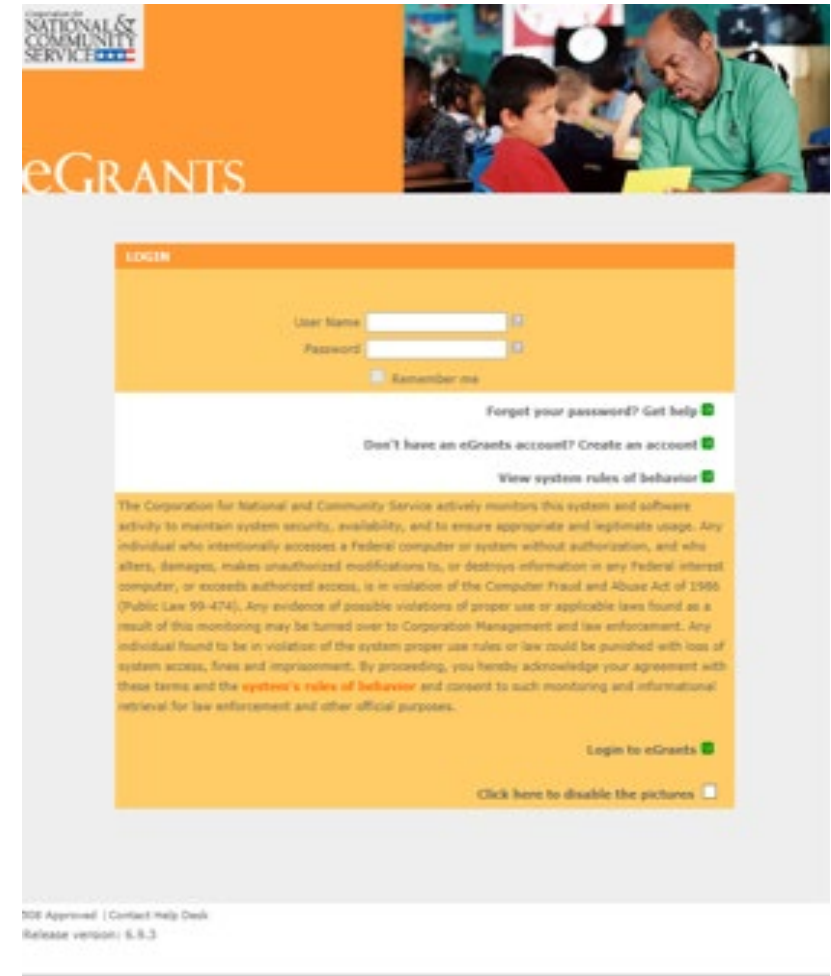 Corporation for
NATIONAL &
COMMUNITY
SERVICE
eGRANTS
LOGIN
User Name
Password
Remember me
Forgot your password? Get help
Don't have an eGrants account? Create an account
View system rules of behavior
The Corporation for National and Community Service actively monitors this system and software
activity to maintain system security, availability, and to ensure appropriate and legitimate usage. Any
individual who intentionally accesses a Federal computer or system without authorization, and who
alters, damages, makes unauthorized modifications to, or destroys information in any Federal interest
computer, or exceeds authorized access, is in violation of the Computer Fraud and Abuse Act of 1986
(Public Law 99-474). Any evidence of possible violations of proper use or applicable laws found as a
result of this monitoring may be turned over to Corporation Management and law enforcement. Any
individual found to be in violation of the system proper use rules or law could be punished with loss of
system access, fines and imprisonment. By proceeding, you hereby acknowledge your agreement with
these terms and the system's rules of behavior and consent to such monitoring and informational
retrieval for law enforcement and other official purposes.
Login to eGrants
Click here to disable the pictures
508 Approved | Contact Help Desk
Release version: